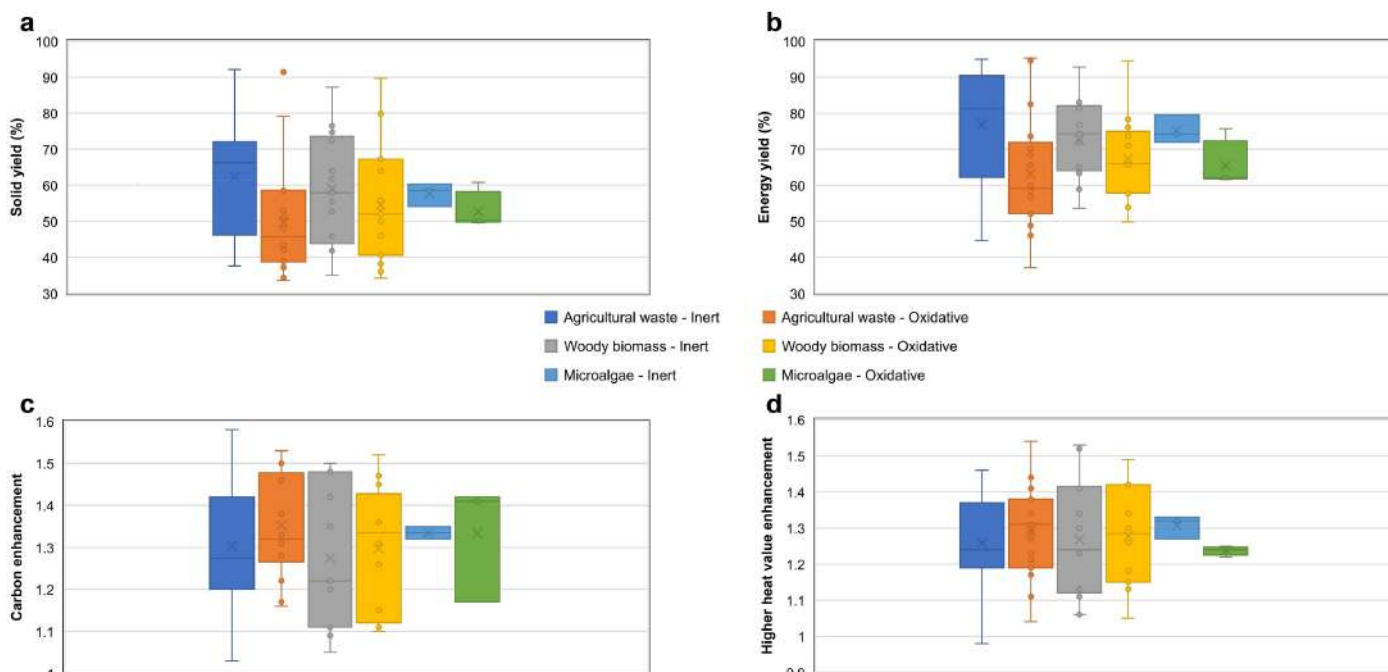 a
Solid yield (%)
100
90
80
70
60
50
40
30
b
Energy yield (%)
100
90
80
70
60
50
40
30
Agricultural waste - Inert
Agricultural waste - Oxidative
Woody biomass - Inert
Woody biomass - Oxidative
Microalgae - Inert
Microalgae - Oxidative
c
Carbon enhancement
1.6
1.5
1.4
1.3
1.2
1.1
d
Higher heat value enhancement
1.6
1.5
1.4
1.3
1.2
1.1
1